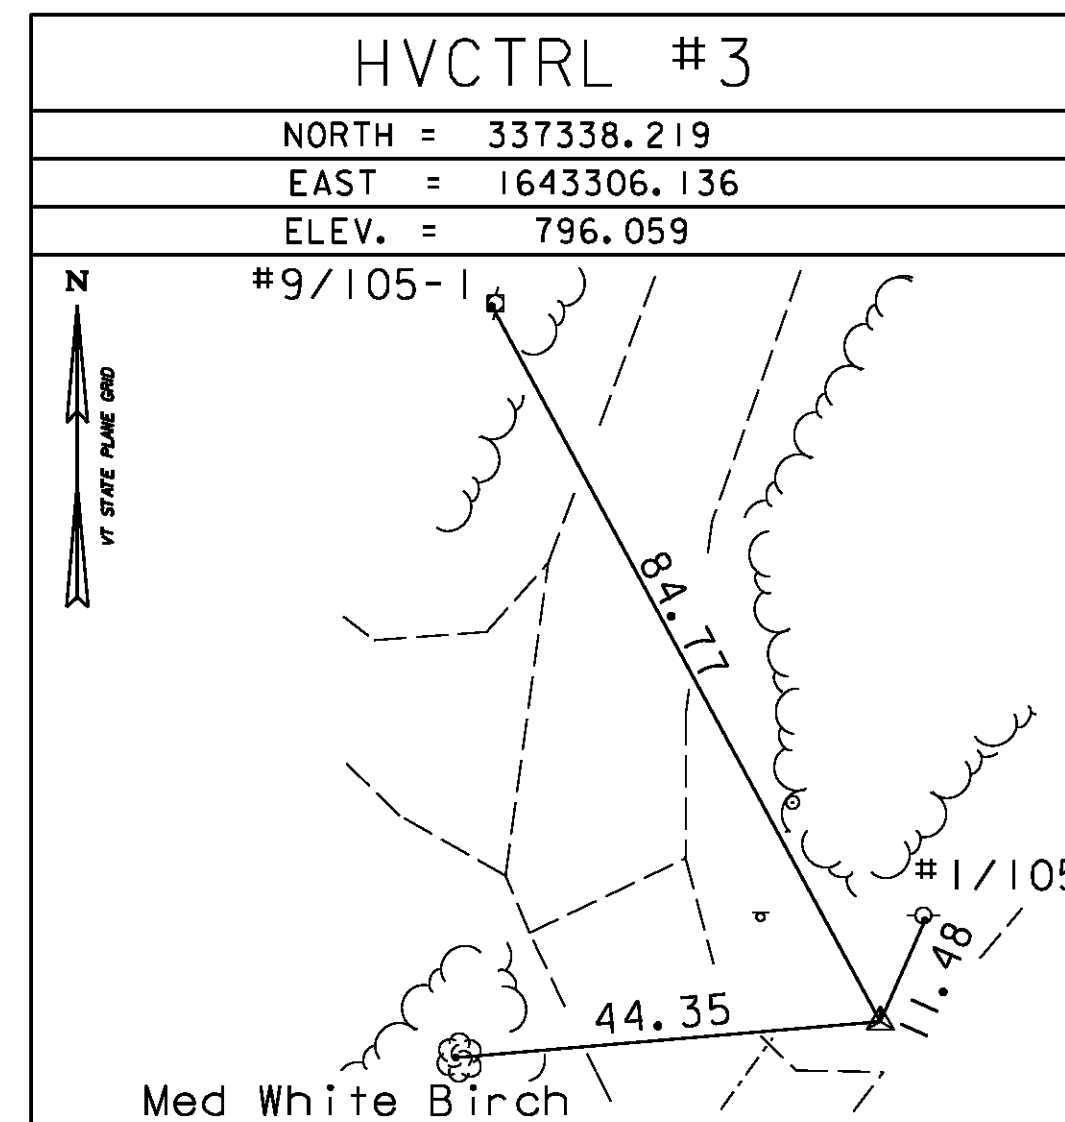 HVCTRL #3
NORTH = 337338.219
EAST = 1643306.136
ELEV. = 796.059
N
VT STATE PLANE GRID
#9/105-1
84.77
#1/105
11.48
44.35
Med White Birch